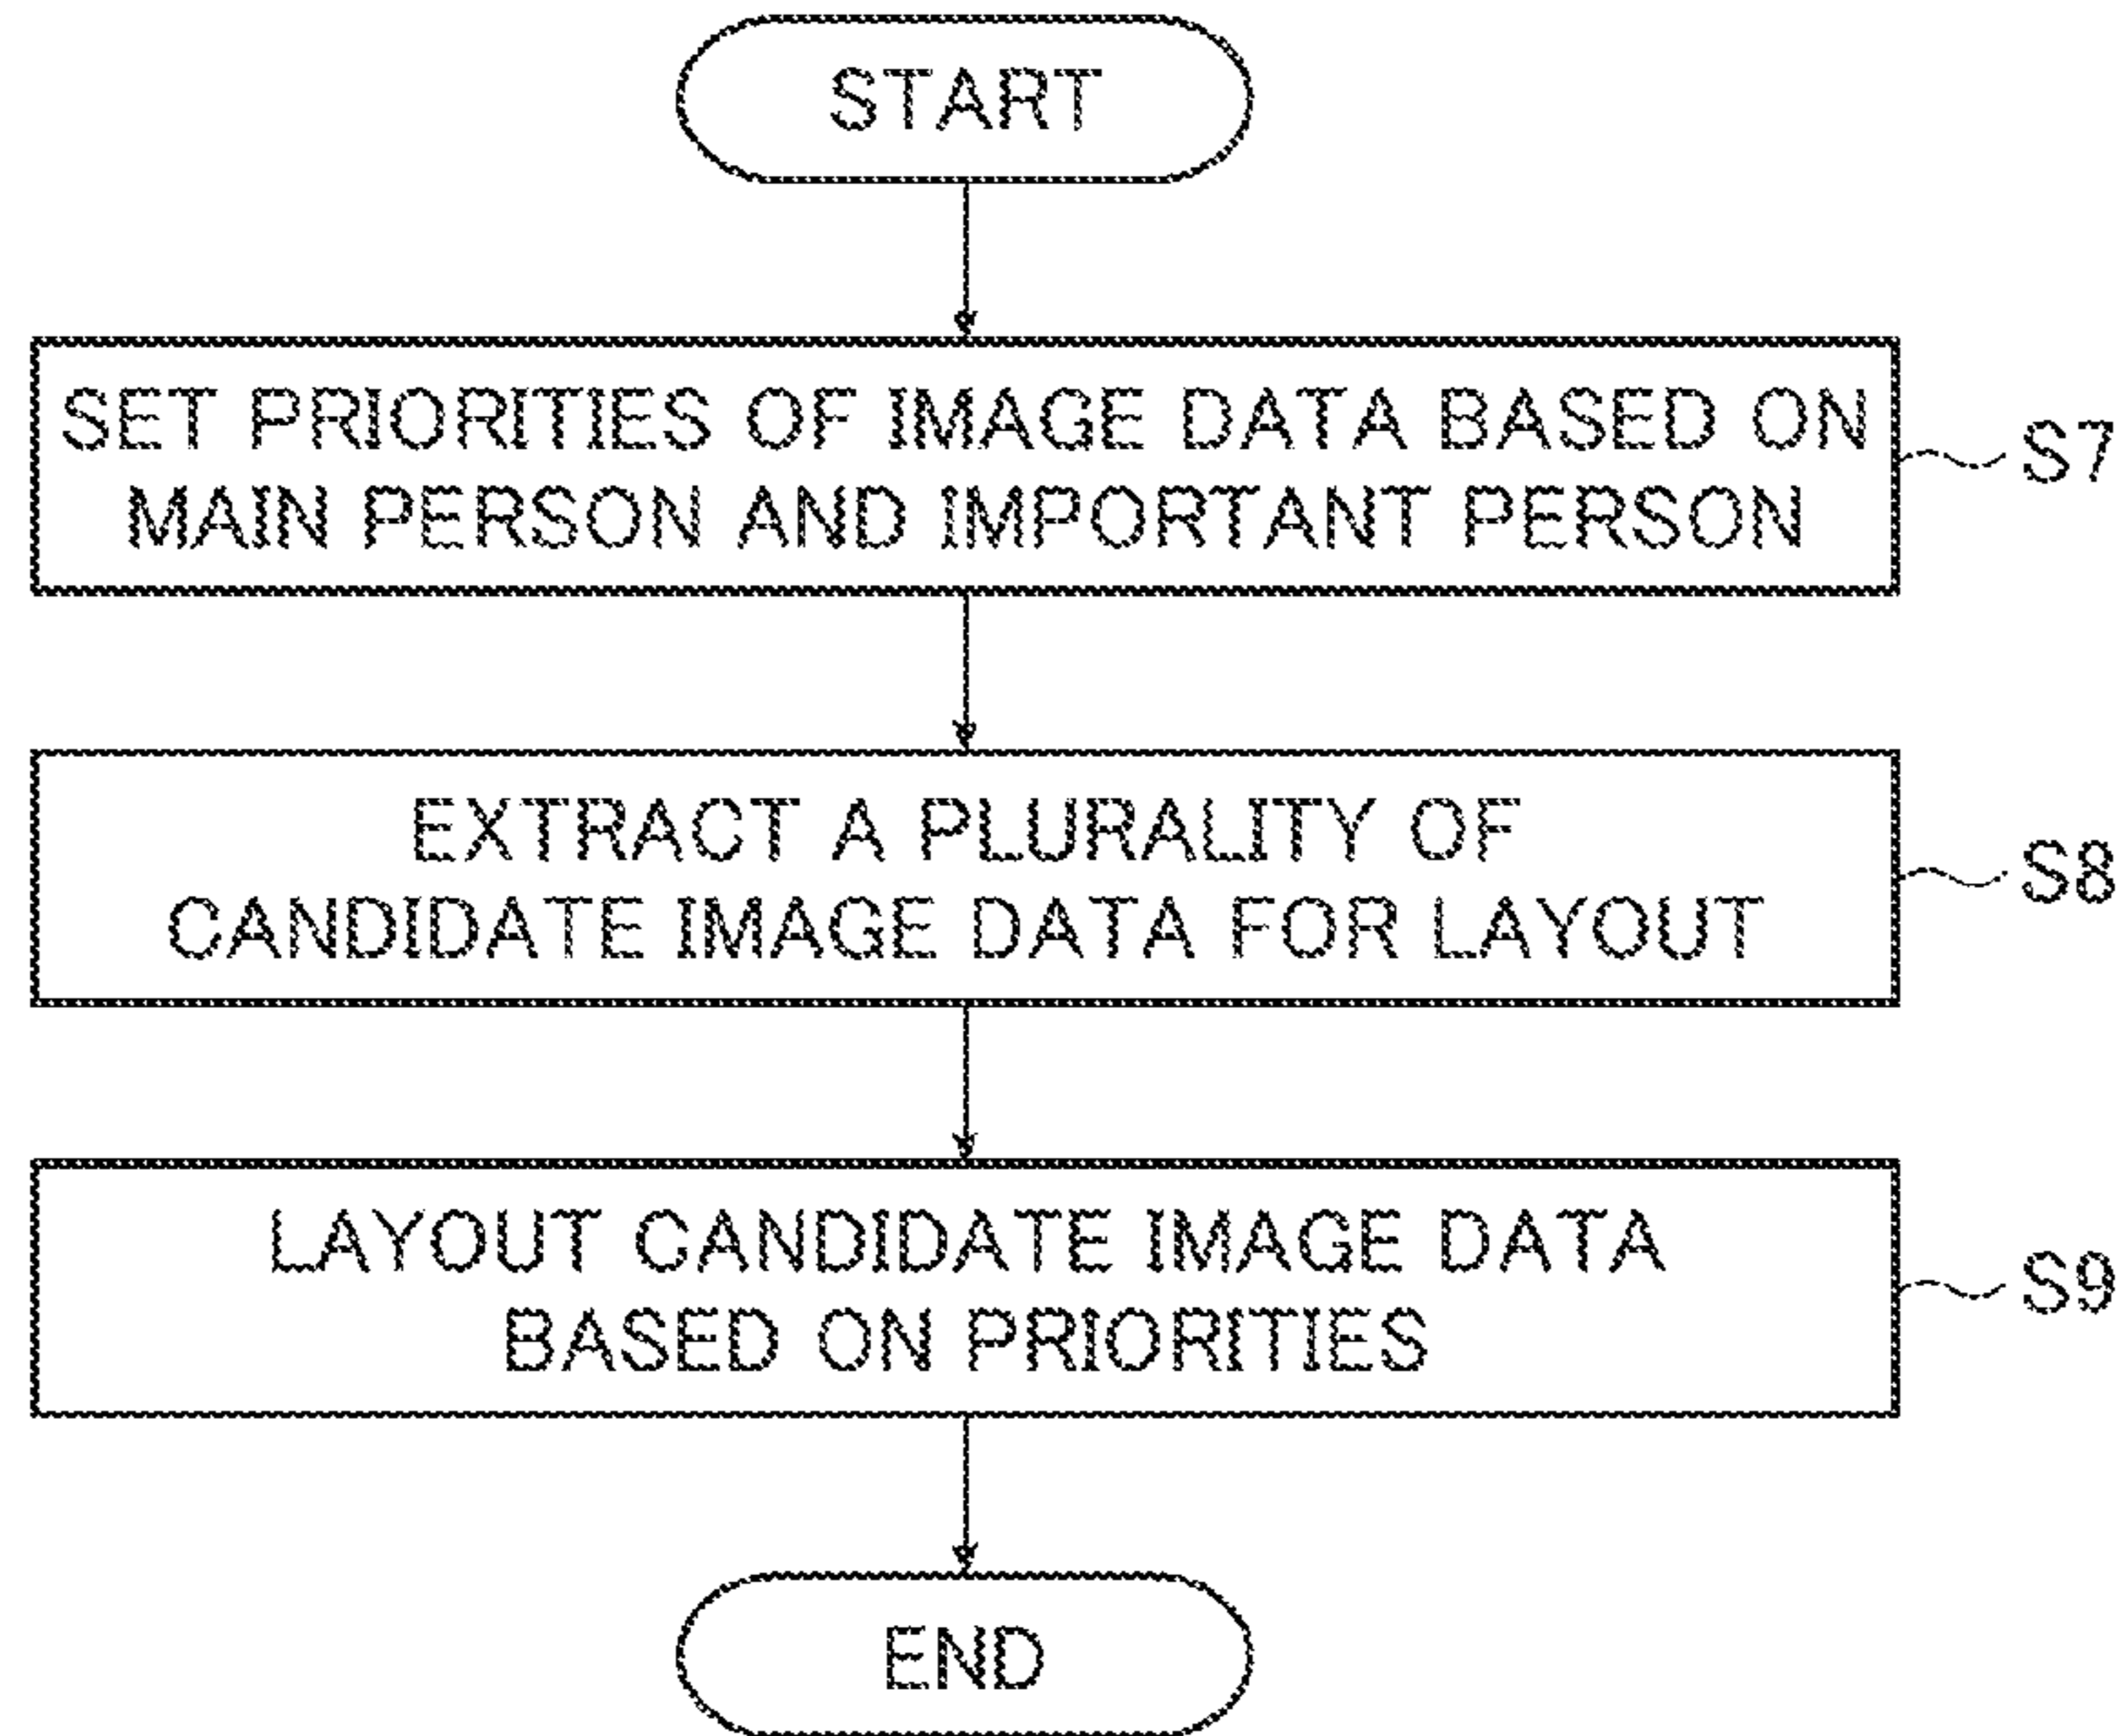 START
SET PRIORITIES OF IMAGE DATA BASED ON
MAIN PERSON AND IMPORTANT PERSON
S7
EXTRACT A PLURALITY OF
CANDIDATE IMAGE DATA FOR LAYOUT
S8
LAYOUT CANDIDATE IMAGE DATA
BASED ON PRIORITIES
S9
END